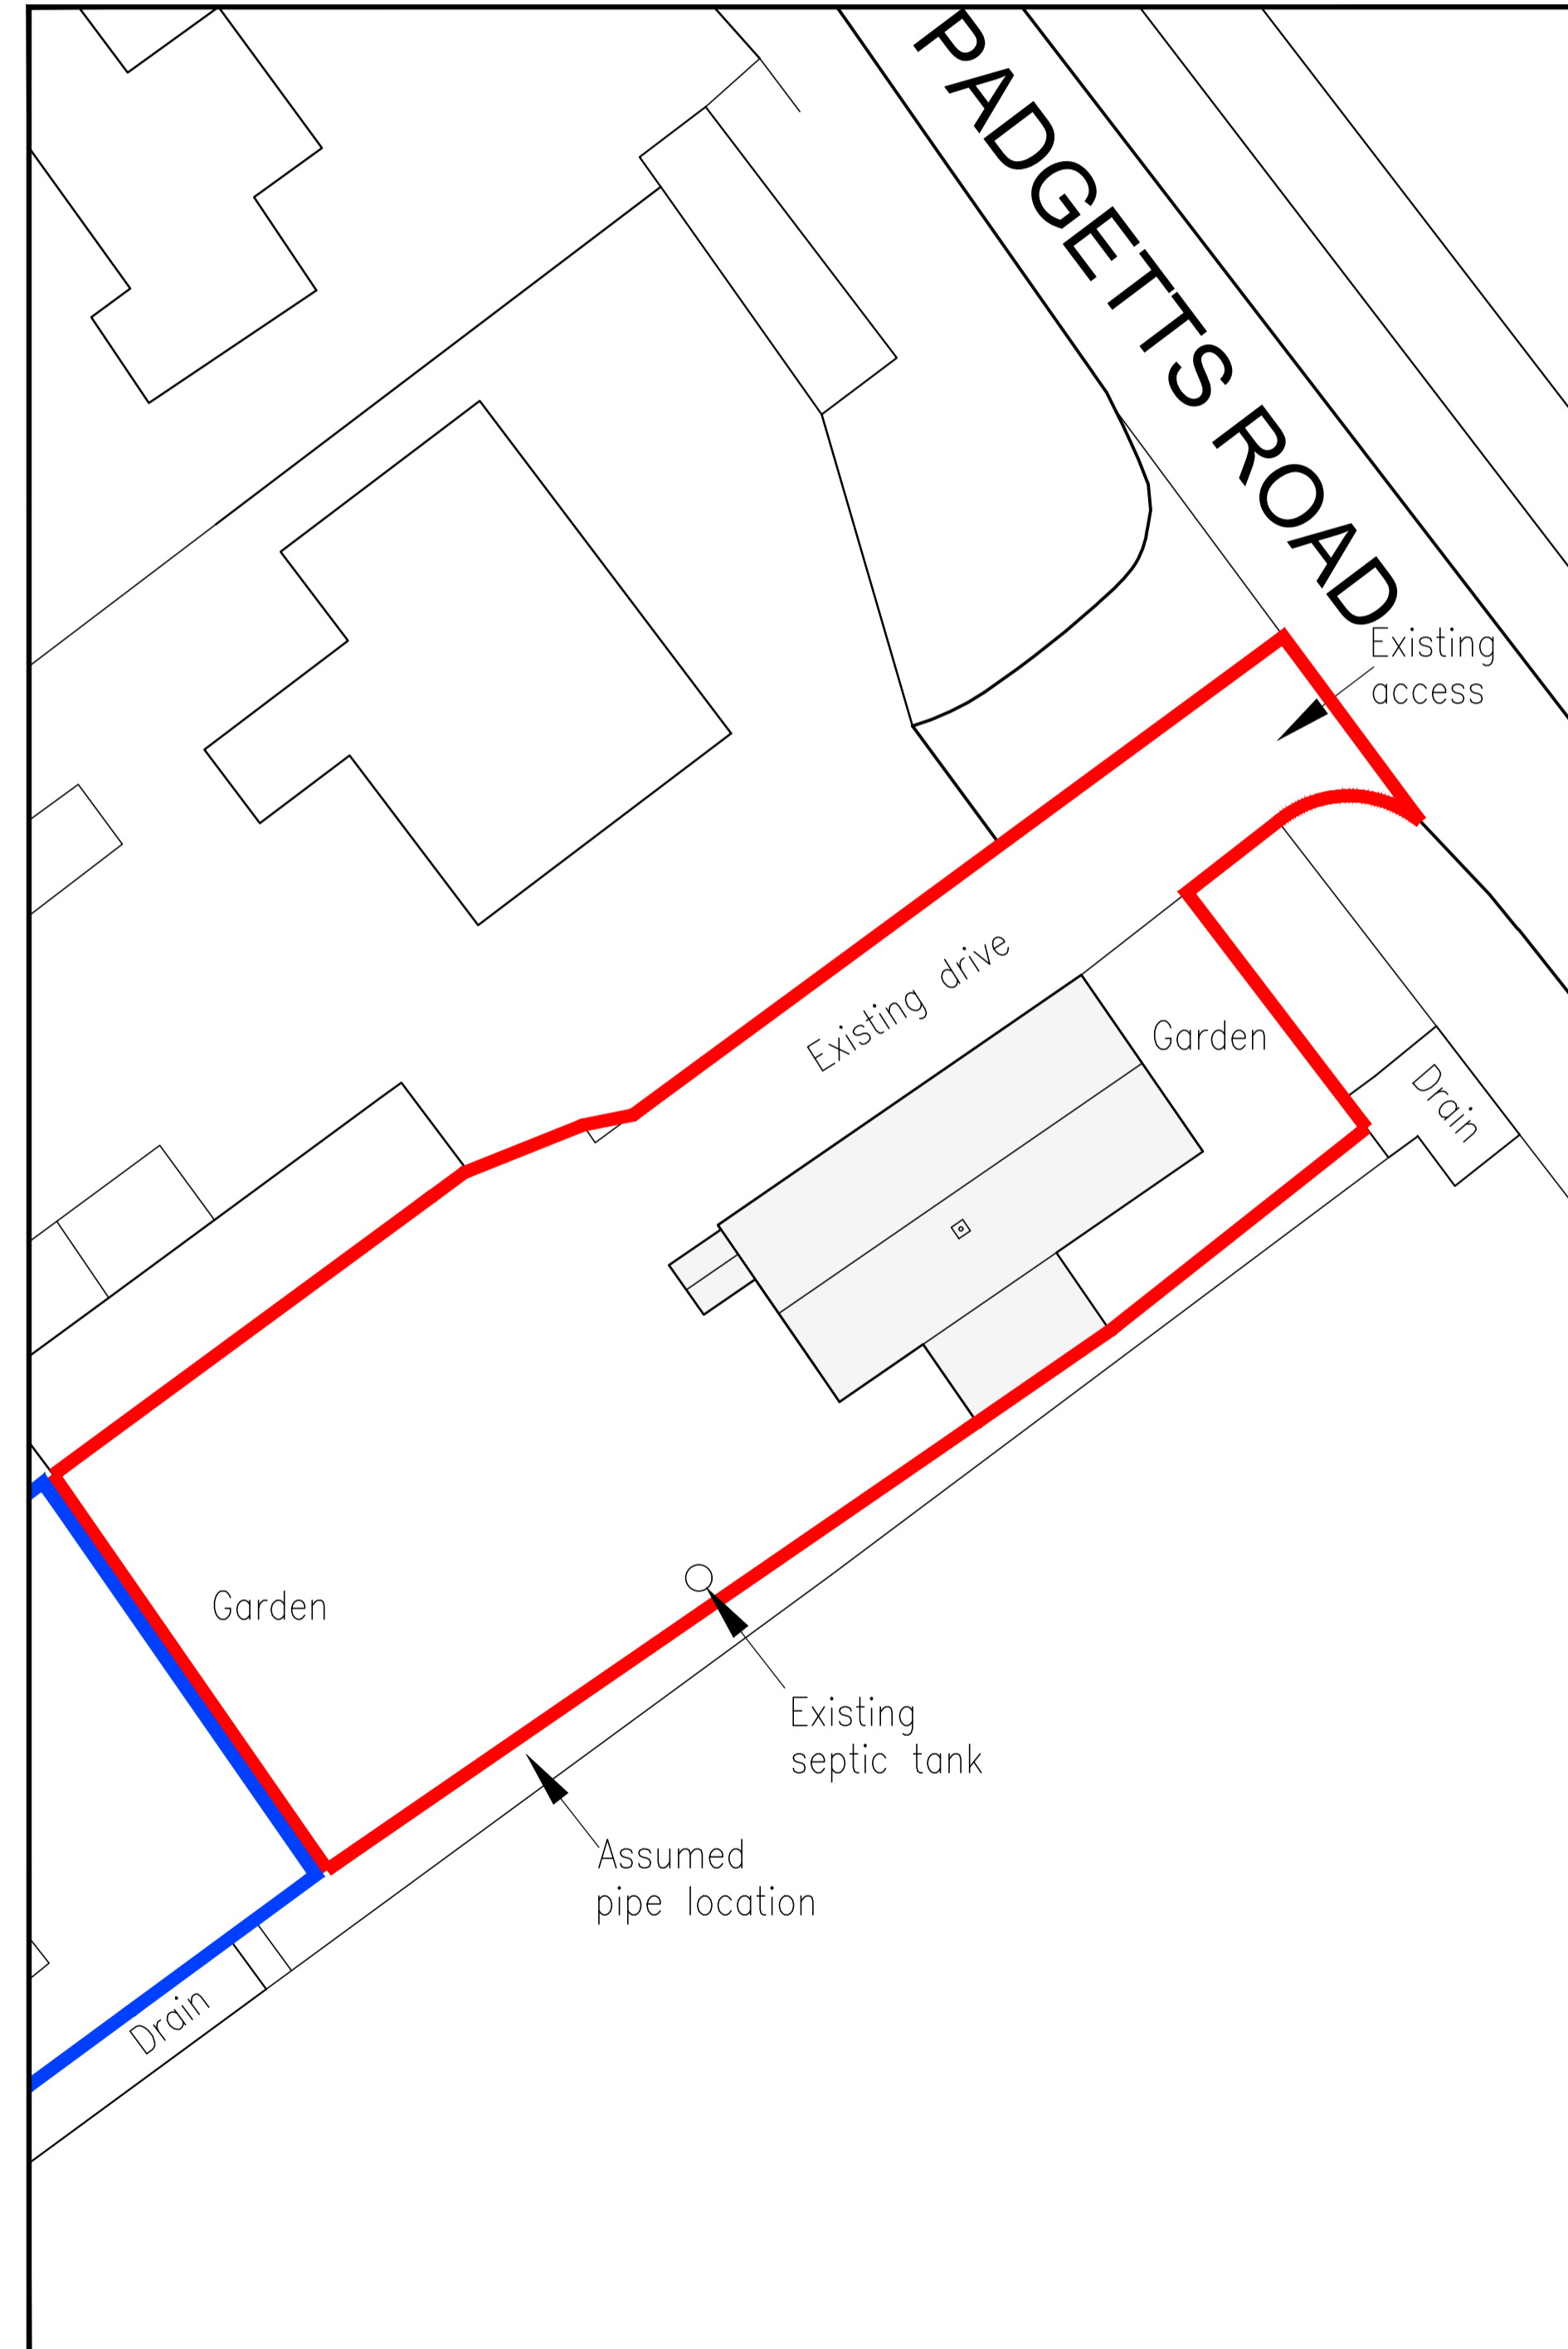 PADGETTS ROAD
Existing
access
Existing drive
Garden
Drain
Garden
Existing
septic tank
Assumed
pipe location
Drain